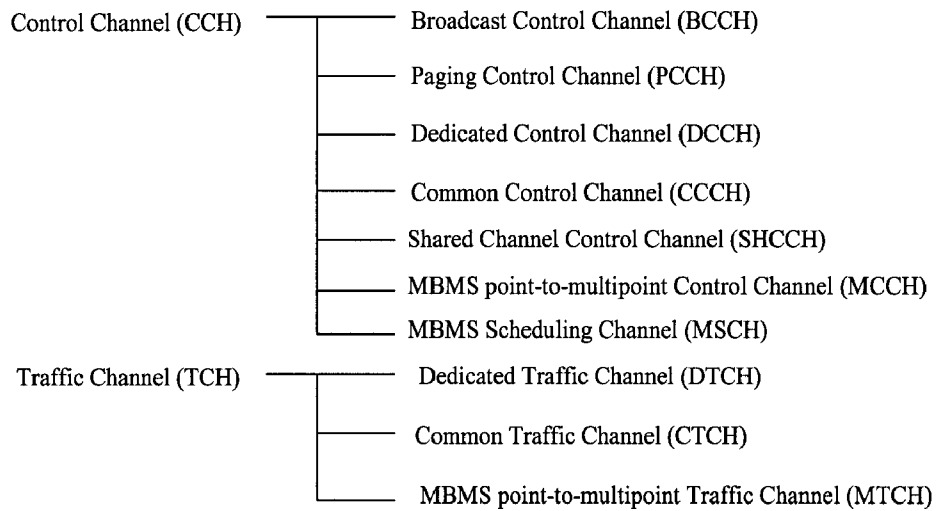 Control Channel (CCH)
Broadcast Control Channel (BCCH)
Paging Control Channel (PCCH)
Dedicated Control Channel (DCCH)
Common Control Channel (CCCH)
Shared Channel Control Channel (SHCCH)
MBMS point-to-multipoint Control Channel (MCCH)
MBMS Scheduling Channel (MSCH)
Traffic Channel (TCH)
Dedicated Traffic Channel (DTCH)
Common Traffic Channel (CTCH)
MBMS point-to-multipoint Traffic Channel (MTCH)